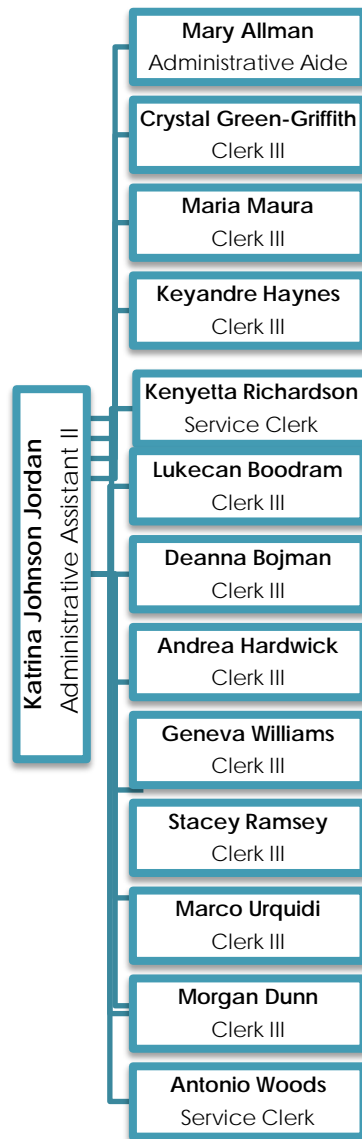 Mary Allman
Administrative Aide
Crystal Green-Griffith
Clerk III
Maria Maura
Clerk III
Keyandre Haynes
Clerk III
Kenyetta Richardson
Service Clerk
Katrina Johnson Jordan
Administrative Assistant II
Lukecan Boodram
Clerk III
Deanna Bojman
Clerk III
Andrea Hardwick
Clerk III
Geneva Williams
Clerk III
Stacey Ramsey
Clerk III
Marco Urquidi
Clerk III
Morgan Dunn
Clerk III
Antonio Woods
Service Clerk